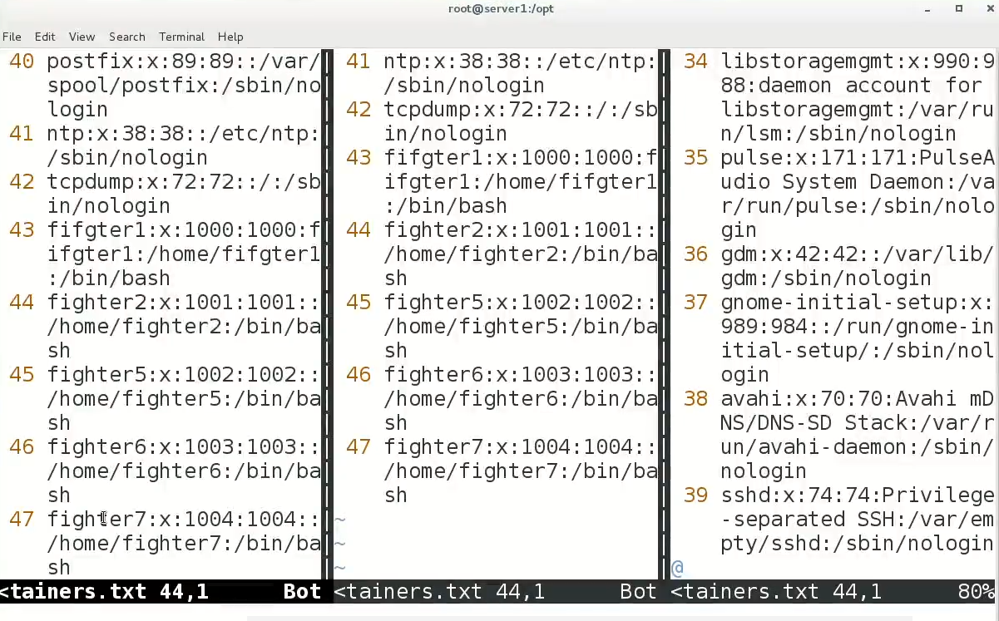 root@server1:/opt
File Edit View Search Terminal Help
40 postfix:x:89:89::/var/
spool/postfix:/sbin/no
login
41 ntp:x:38:38::/etc/ntp:
/sbin/nologin
42 tcpdump:x:72:72::/:/sb
in/nologin
43 fifgter1:x:1000:1000:f
ifgter1:/home/fifgter1
:/bin/bash
44 fighter2:x:1001:1001::
/home/fighter2:/bin/ba
sh
45 fighter5:x:1002:1002::
/home/fighter5:/bin/ba
sh
46 fighter6:x:1003:1003::
/home/fighter6:/bin/ba
sh
47 fighter7:x:1004:1004::
/home/fighter7:/bin/ba
sh
<tainers.txt 44,1 Bot
41 ntp:x:38:38::/etc/ntp:
/sbin/nologin
42 tcpdump:x:72:72::/:/sb
in/nologin
43 fifgter1:x:1000:1000:f
ifgter1:/home/fifgter1
:/bin/bash
44 fighter2:x:1001:1001::
/home/fighter2:/bin/ba
sh
45 fighter5:x:1002:1002::
/home/fighter5:/bin/ba
sh
46 fighter6:x:1003:1003::
/home/fighter6:/bin/ba
sh
47 fighter7:x:1004:1004::
/home/fighter7:/bin/ba
sh
~
~
~
<tainers.txt 44,1 Bot
34 libstoragemgmt:x:990:9
88:daemon account for
libstoragemgmt:/var/ru
n/lsm:/sbin/nologin
35 pulse:x:171:171:PulseA
udio System Daemon:/va
r/run/pulse:/sbin/nolo
gin
36 gdm:x:42:42::/var/lib/
gdm:/sbin/nologin
37 gnome-initial-setup:x:
989:984::/run/gnome-in
itial-setup/:/sbin/nol
ogin
38 avahi:x:70:70:Avahi mD
NS/DNS-SD Stack:/var/r
un/avahi-daemon:/sbin/
nologin
39 sshd:x:74:74:Privilege
-separated SSH:/var/em
pty/sshd:/sbin/nologin
@
<tainers.txt 44,1 80%